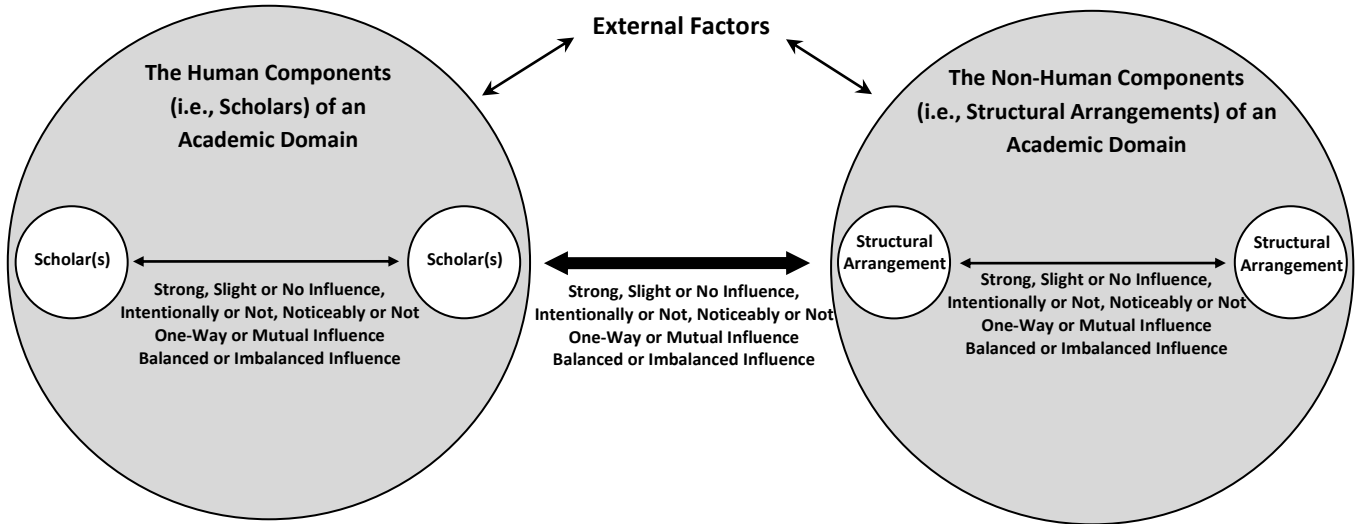 External Factors
The Human Components
(i.e., Scholars) of an
Academic Domain
Scholar(s)
Scholar(s)
Strong, Slight or No Influence,
Intentionally or Not, Noticeably or Not
One-Way or Mutual Influence
Balanced or Imbalanced Influence
Strong, Slight or No Influence,
Intentionally or Not, Noticeably or Not
One-Way or Mutual Influence
Balanced or Imbalanced Influence
The Non-Human Components
(i.e., Structural Arrangements) of an
Academic Domain
Structural
Arrangement
Structural
Arrangement
Strong, Slight or No Influence,
Intentionally or Not, Noticeably or Not
One-Way or Mutual Influence
Balanced or Imbalanced Influence